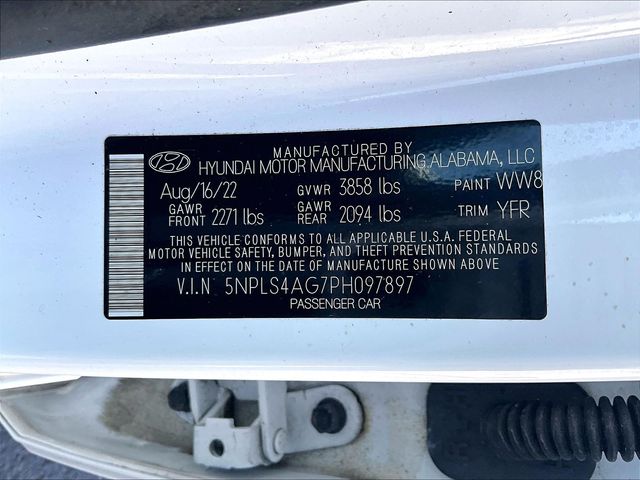 MANUFACTURED BY
HYUNDAI MOTOR MANUFACTURING ALABAMA, LLC
Aug/16/22 GVWR 3858 lbs PAINT WW8
GAWR FRONT 2271 lbs GAWR REAR 2094 lbs TRIM YFR
THIS VEHICLE CONFORMS TO ALL APPLICABLE U.S.A. FEDERAL
MOTOR VEHICLE SAFETY, BUMPER, AND THEFT PREVENTION STANDARDS
IN EFFECT ON THE DATE OF MANUFACTURE SHOWN ABOVE
V.I.N 5NPLS4AG7PH097897
PASSENGER CAR